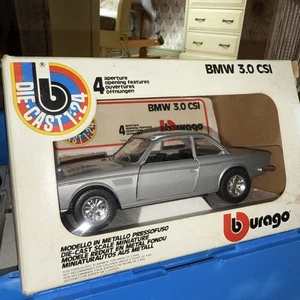 BMW 3.0 CSI
b
DIE-CAST 1:24
4 aperture
opening features
Ouvertures
Öffnungen
BMW 3.0 CSI
4
burago
MODELLO IN METALLO PRESSOFUSO
DIE-CAST SCALE MINIATURE
MODELE REDUIT EN METAL FONDU
MINIATURAUTOS AUS METALL
burago